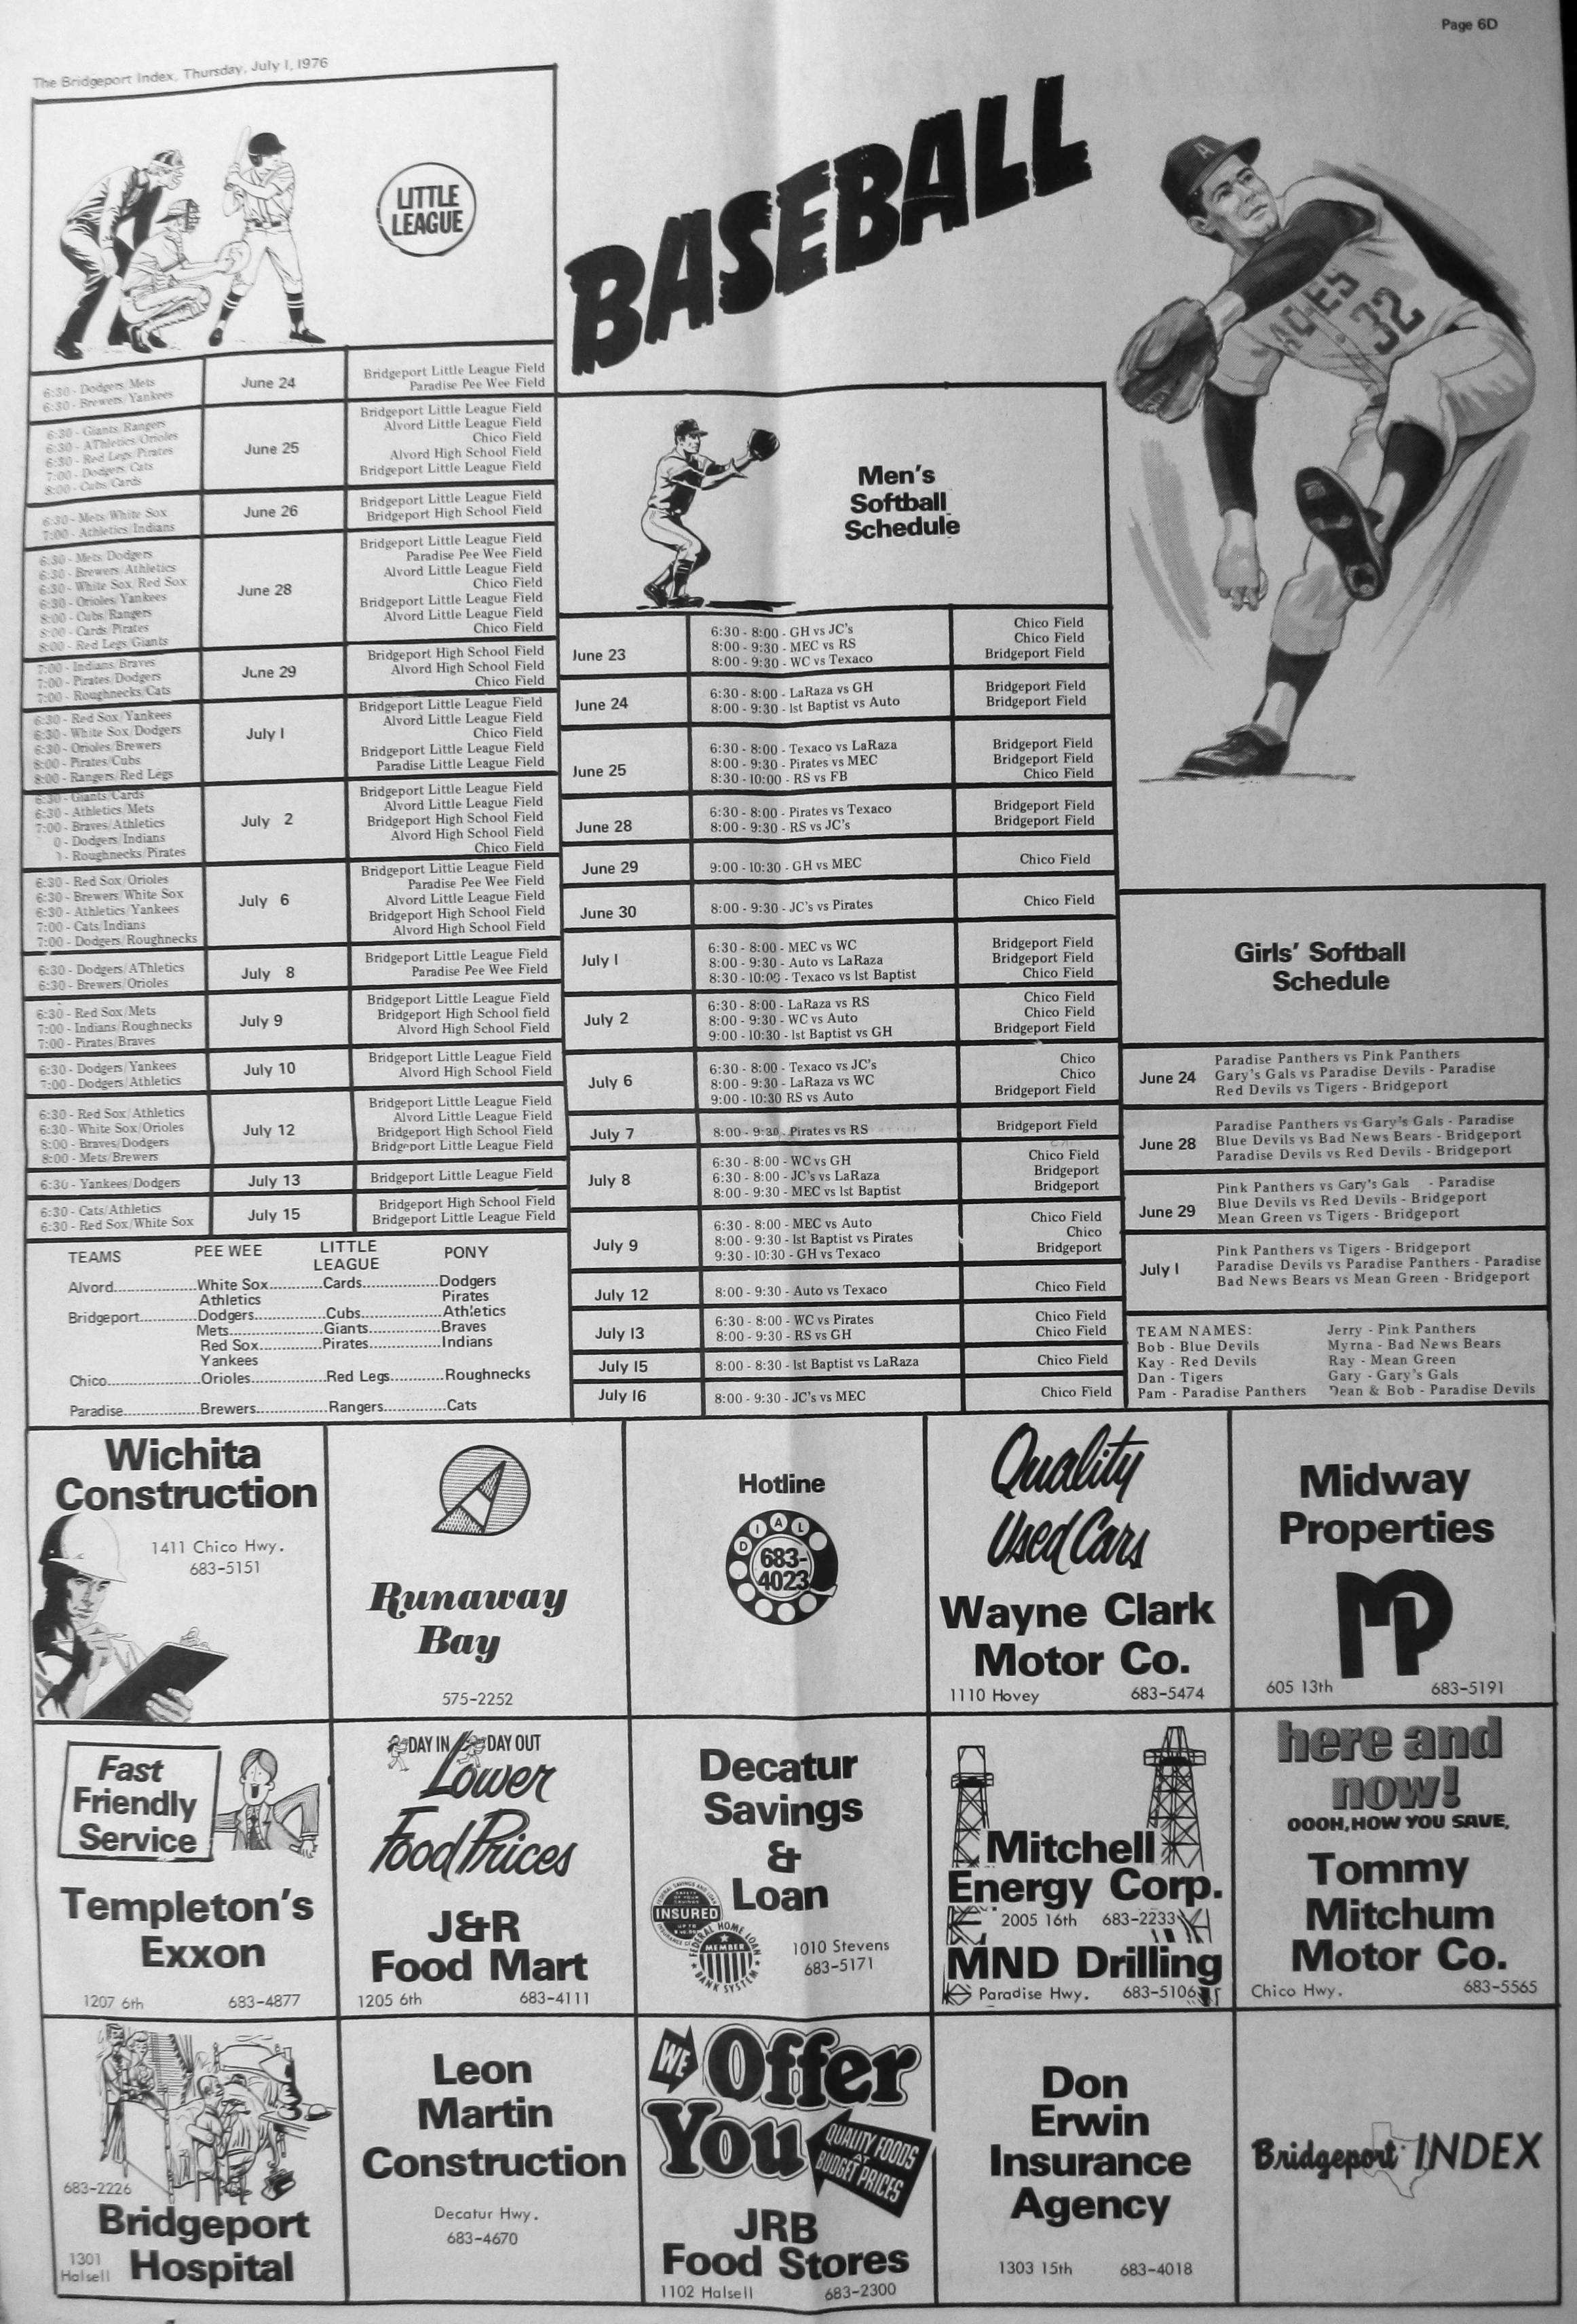 Page 6D
The Bridgeport Index, Thursday, July 1, 1976
LITTLE
LEAGUE
BASEBALL
A
32
6:30 - Dodgers/Mets
6:30 - Brewers/Yankees
June 24
Bridgeport Little League Field
Paradise Pee Wee Field
6:30 - Giants/Rangers
6:30 - AThletics/Orioles
6:30 - Red Legs/Pirates
7:00 - Dodgers/Cats
8:00 - Cubs/Cards
June 25
Bridgeport Little League Field
Alvord Little League Field
Chico Field
Alvord High School Field
Bridgeport Little League Field
6:30 - Mets/White Sox
7:00 - Athletics/Indians
June 26
Bridgeport Little League Field
Bridgeport High School Field
6:30 - Mets/Dodgers
6:30 - Brewers/Athletics
6:30 - White Sox/Red Sox
6:30 - Orioles/Yankees
8:00 - Cubs/Rangers
8:00 - Cards/Pirates
8:00 - Red Legs/Giants
June 28
Bridgeport Little League Field
Paradise Pee Wee Field
Alvord Little League Field
Chico Field
Bridgeport Little League Field
Alvord Little League Field
Chico Field
7:00 - Indians/Braves
7:00 - Pirates/Dodgers
7:00 - Roughnecks/Cats
June 29
Bridgeport High School Field
Alvord High School Field
Chico Field
6:30 - Red Sox/Yankees
6:30 - White Sox/Dodgers
6:30 - Orioles/Brewers
8:00 - Pirates/Cubs
8:00 - Rangers/Red Legs
July 1
Bridgeport Little League Field
Alvord Little League Field
Chico Field
Bridgeport Little League Field
Paradise Little League Field
6:30 - Giants/Cards
6:30 - Athletics/Mets
7:00 - Braves/Athletics
0 - Dodgers/Indians
- Roughnecks/Pirates
July 2
Bridgeport Little League Field
Alvord Little League Field
Bridgeport High School Field
Alvord High School Field
Chico Field
6:30 - Red Sox/Orioles
6:30 - Brewers/White Sox
6:30 - Athletics/Yankees
7:00 - Cats/Indians
7:00 - Dodgers/Roughnecks
July 6
Bridgeport Little League Field
Paradise Pee Wee Field
Alvord Little League Field
Bridgeport High School Field
Alvord High School Field
6:30 - Dodgers/AThletics
6:30 - Brewers/Orioles
July 8
Bridgeport Little League Field
Paradise Pee Wee Field
6:30 - Red Sox/Mets
7:00 - Indians/Roughnecks
7:00 - Pirates/Braves
July 9
Bridgeport Little League Field
Bridgeport High School field
Alvord High School Field
6:30 - Dodgers/Yankees
7:00 - Dodgers/Athletics
July 10
Bridgeport Little League Field
Alvord High School Field
6:30 - Red Sox/Athletics
6:30 - White Sox/Orioles
8:00 - Braves/Dodgers
8:00 - Mets/Brewers
July 12
Bridgeport Little League Field
Alvord Little League Field
Bridgeport High School Field
Bridgeport Little League Field
6:30 - Yankees/Dodgers
July 13
Bridgeport Little League Field
6:30 - Cats/Athletics
6:30 - Red Sox/White Sox
July 15
Bridgeport High School Field
Bridgeport Little League Field
TEAMS PEE WEE LITTLE LEAGUE PONY
Alvord..............White Sox..........Cards...............Dodgers
Athletics Pirates
Bridgeport...........Dodgers..............Cubs...............Athletics
Mets.................Giants.............Braves
Red Sox...........Pirates.............Indians
Yankees
Chico................Orioles.............Red Legs..........Roughnecks
Paradise.............Brewers.............Rangers............Cats
Men's
Softball
Schedule
June 23
6:30 - 8:00 - GH vs JC's Chico Field
8:00 - 9:30 - MEC vs RS Chico Field
8:00 - 9:30 - WC vs Texaco Bridgeport Field
June 24
6:30 - 8:00 - LaRaza vs GH Bridgeport Field
8:00 - 9:30 - 1st Baptist vs Auto Bridgeport Field
June 25
6:30 - 8:00 - Texaco vs LaRaza Bridgeport Field
8:00 - 9:30 - Pirates vs MEC Bridgeport Field
8:30 - 10:00 - RS vs FB Chico Field
June 28
6:30 - 8:00 - Pirates vs Texaco Bridgeport Field
8:00 - 9:30 - RS vs JC's Bridgeport Field
June 29
9:00 - 10:30 - GH vs MEC Chico Field
June 30
8:00 - 9:30 - JC's vs Pirates Chico Field
July 1
6:30 - 8:00 - MEC vs WC Bridgeport Field
8:00 - 9:30 - Auto vs LaRaza Bridgeport Field
8:30 - 10:00 - Texaco vs 1st Baptist Chico Field
July 2
6:30 - 8:00 - LaRaza vs RS Chico Field
8:00 - 9:30 - WC vs Auto Chico Field
9:00 - 10:30 - 1st Baptist vs GH Bridgeport Field
July 6
6:30 - 8:00 - Texaco vs JC's Chico
8:00 - 9:30 - LaRaza vs WC Chico
9:00 - 10:30 RS vs Auto Bridgeport Field
July 7
8:00 - 9:30 - Pirates vs RS Bridgeport Field
July 8
6:30 - 8:00 - WC vs GH Chico Field
6:30 - 8:00 - JC's vs LaRaza Bridgeport
8:00 - 9:30 - MEC vs 1st Baptist Bridgeport
July 9
6:30 - 8:00 - MEC vs Auto Chico Field
8:00 - 9:30 - 1st Baptist vs Pirates Chico
9:30 - 10:30 - GH vs Texaco Bridgeport
July 12
8:00 - 9:30 - Auto vs Texaco Chico Field
July 13
6:30 - 8:00 - WC vs Pirates Chico Field
8:00 - 9:30 - RS vs GH Chico Field
July 15
8:00 - 8:30 - 1st Baptist vs LaRaza Chico Field
July 16
8:00 - 9:30 - JC's vs MEC Chico Field
Girls' Softball
Schedule
June 24
Paradise Panthers vs Pink Panthers
Gary's Gals vs Paradise Devils - Paradise
Red Devils vs Tigers - Bridgeport
June 28
Paradise Panthers vs Gary's Gals - Paradise
Blue Devils vs Bad News Bears - Bridgeport
Paradise Devils vs Red Devils - Bridgeport
June 29
Pink Panthers vs Gary's Gals - Paradise
Blue Devils vs Red Devils - Bridgeport
Mean Green vs Tigers - Bridgeport
July 1
Pink Panthers vs Tigers - Bridgeport
Paradise Devils vs Paradise Panthers - Paradise
Bad News Bears vs Mean Green - Bridgeport
TEAM NAMES: Jerry - Pink Panthers
Bob - Blue Devils Myrna - Bad News Bears
Kay - Red Devils Ray - Mean Green
Dan - Tigers Gary - Gary's Gals
Pam - Paradise Panthers Dean & Bob - Paradise Devils
Wichita
Construction
1411 Chico Hwy.
683-5151
Runaway
Bay
575-2252
Hotline
DIAL
683-
4023
Quality
Used Cars
Wayne Clark
Motor Co.
1110 Hovey 683-5474
Midway
Properties
MP
605 13th 683-5191
Fast
Friendly
Service
Templeton's
Exxon
1207 6th 683-4877
DAY IN DAY OUT
Lower
Food Prices
J&R
Food Mart
1205 6th 683-4111
Decatur
Savings
&
Loan
INSURED
FEDERAL HOME LOAN
MEMBER
BANK SYSTEM
1010 Stevens
683-5171
Mitchell
Energy Corp.
2005 16th 683-2233
MND Drilling
Paradise Hwy. 683-5106
here and
now!
OOOH, HOW YOU SAVE,
Tommy
Mitchum
Motor Co.
Chico Hwy. 683-5565
683-2226
Bridgeport
Hospital
1301
Halsell
Leon
Martin
Construction
Decatur Hwy.
683-4670
WE
Offer
You
QUALITY FOODS
AT
BUDGET PRICES
JRB
Food Stores
1102 Halsell 683-2300
Don
Erwin
Insurance
Agency
1303 15th 683-4018
Bridgeport INDEX